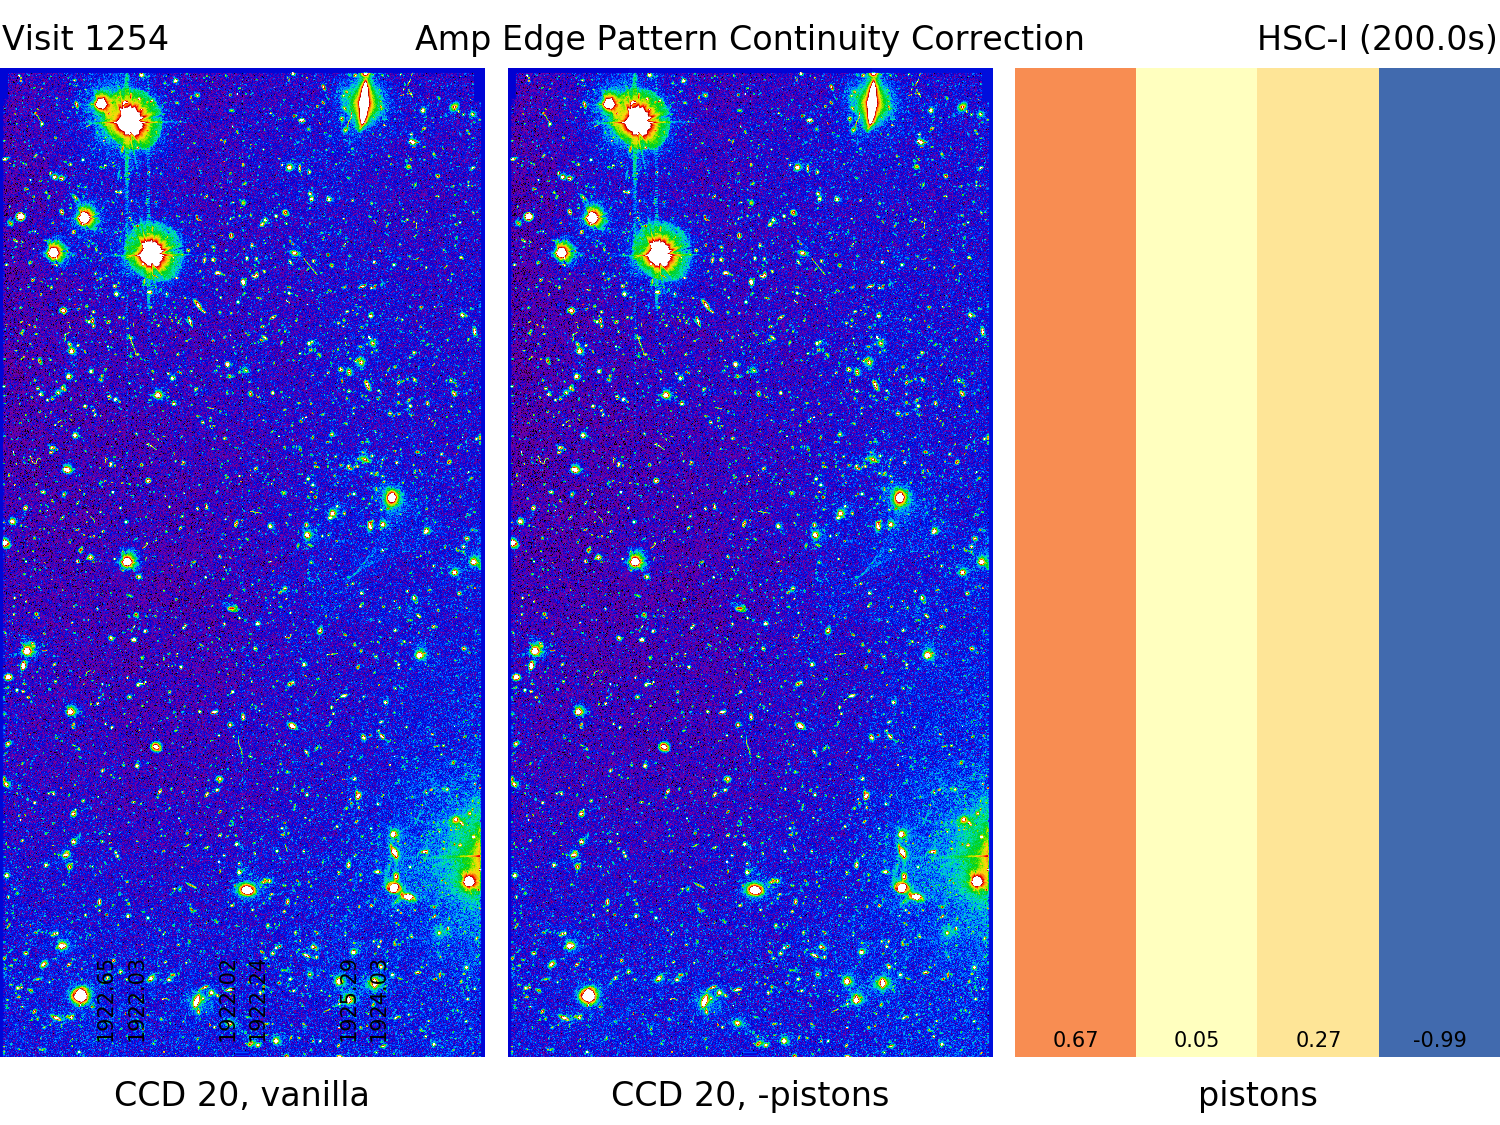 Visit 1254
Amp Edge Pattern Continuity Correction
HSC-I (200.0s)
1922.65
1922.03
1922.02
1922.24
1925.29
1924.03
0.67
0.05
0.27
-0.99
CCD 20, vanilla
CCD 20, -pistons
pistons